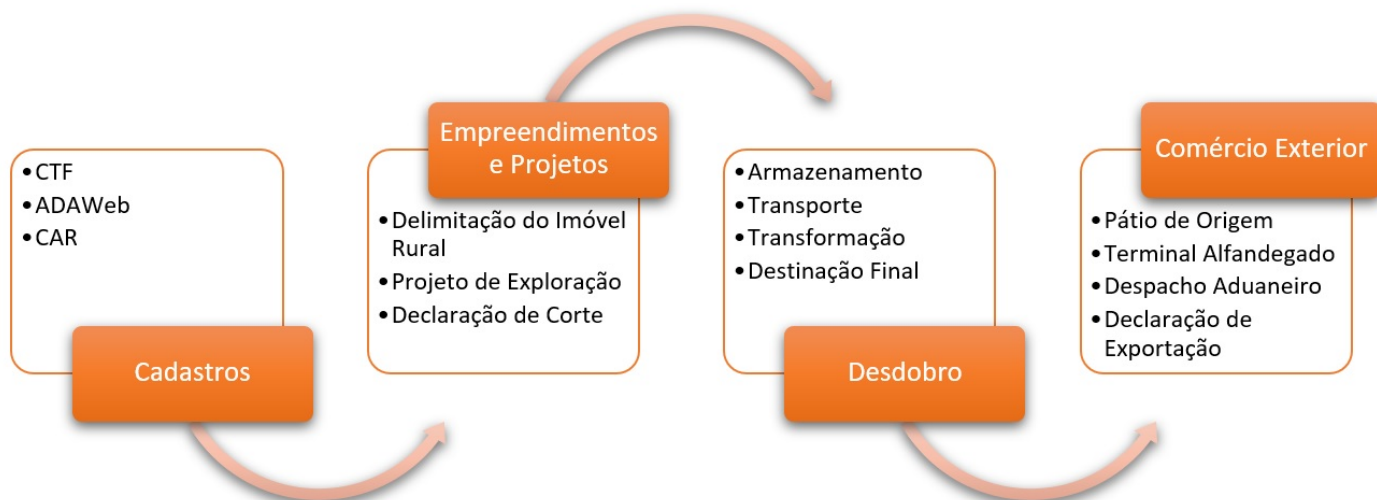 Cadastros
•CTF
•ADAWeb
•CAR
Empreendimentos
e Projetos
•Delimitação do Imóvel
Rural
•Projeto de Exploração
•Declaração de Corte
•Armazenamento
•Transporte
•Transformação
•Destinação Final
Desdobro
Comércio Exterior
•Pátio de Origem
•Terminal Alfandegado
•Despacho Aduaneiro
•Declaração de
Exportação